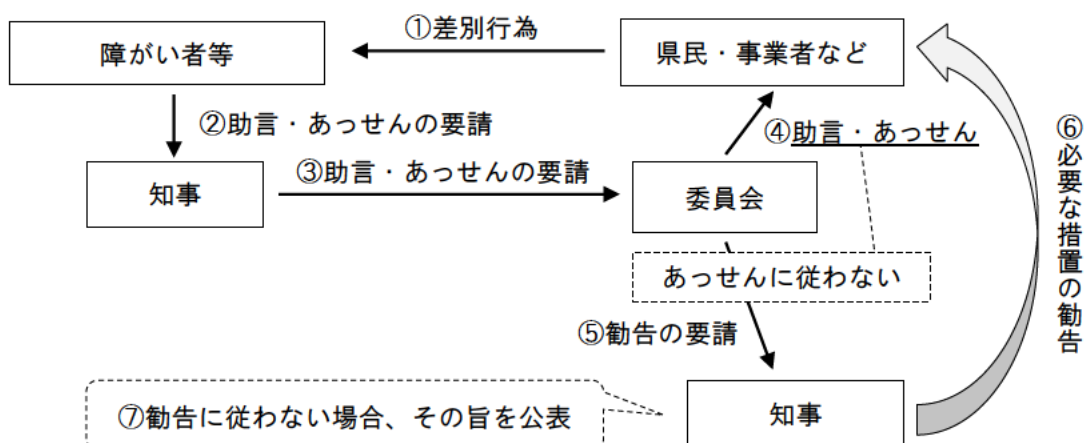 ①差別行為
障がい者等
県民・事業者など
②助言・あっせんの要請
④助言・あっせん
③助言・あっせんの要請
知事
委員会
あっせんに従わない
⑤勧告の要請
⑥必要な措置の勧告
⑦勧告に従わない場合、その旨を公表
知事